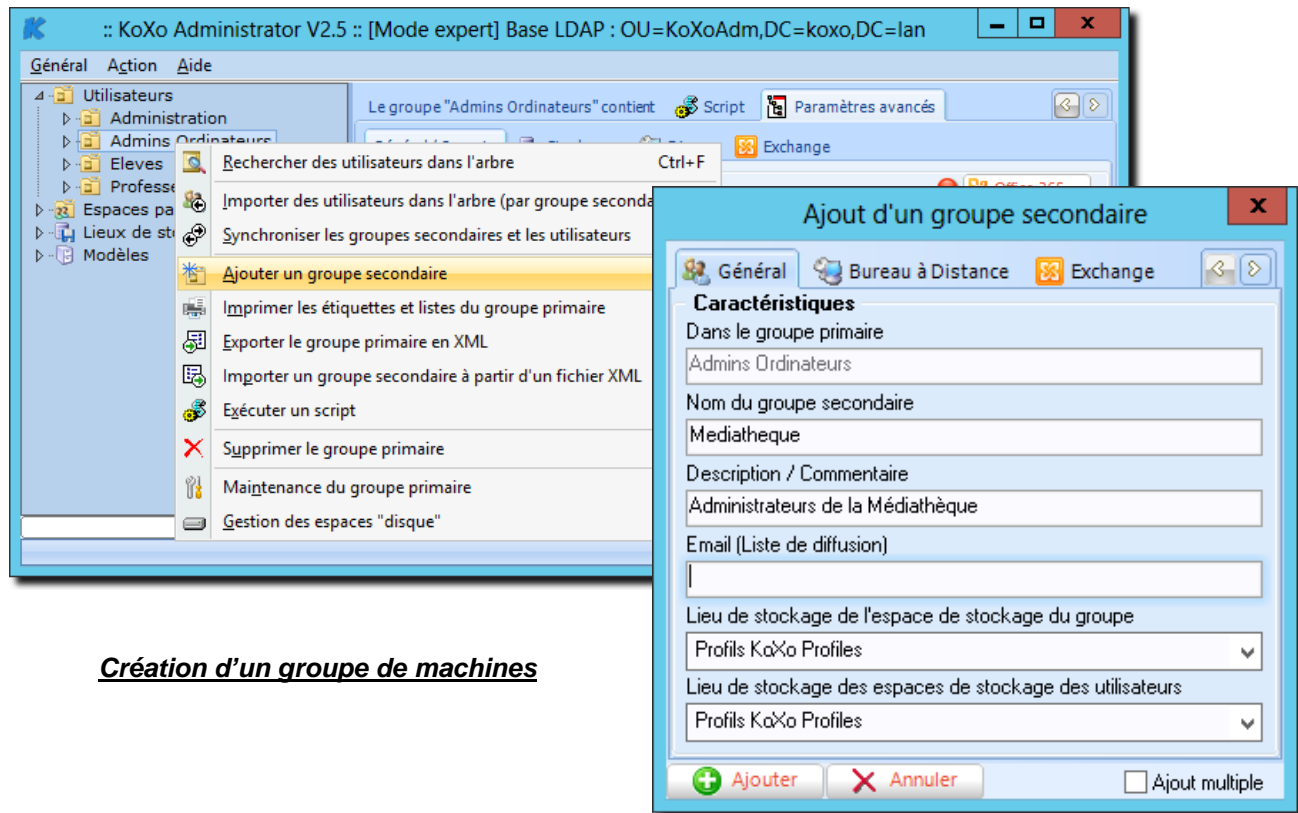 :: KoXo Administrator V2.5 :: [Mode expert] Base LDAP : OU=KoXoAdm,DC=koxo,DC=lan
Général Action Aide
Utilisateurs
Administration
Admins Ordinateurs
Eleves
Professe
Espaces pa
Lieux de st
Modèles
Le groupe "Admins Ordinateurs" contient Script Paramètres avancés
Exchange
Office 365
Rechercher des utilisateurs dans l'arbre Ctrl+F
Importer des utilisateurs dans l'arbre (par groupe seconda
Synchroniser les groupes secondaires et les utilisateurs
Ajouter un groupe secondaire
Imprimer les étiquettes et listes du groupe primaire
Exporter le groupe primaire en XML
Importer un groupe secondaire à partir d'un fichier XML
Exécuter un script
Supprimer le groupe primaire
Maintenance du groupe primaire
Gestion des espaces "disque"
Création d'un groupe de machines
Ajout d'un groupe secondaire
Général Bureau à Distance Exchange
Caractéristiques
Dans le groupe primaire
Admins Ordinateurs
Nom du groupe secondaire
Mediatheque
Description / Commentaire
Administrateurs de la Médiathèque
Email (Liste de diffusion)
Lieu de stockage de l'espace de stockage du groupe
Profils KoXo Profiles
Lieu de stockage des espaces de stockage des utilisateurs
Profils KoXo Profiles
Ajouter Annuler Ajout multiple